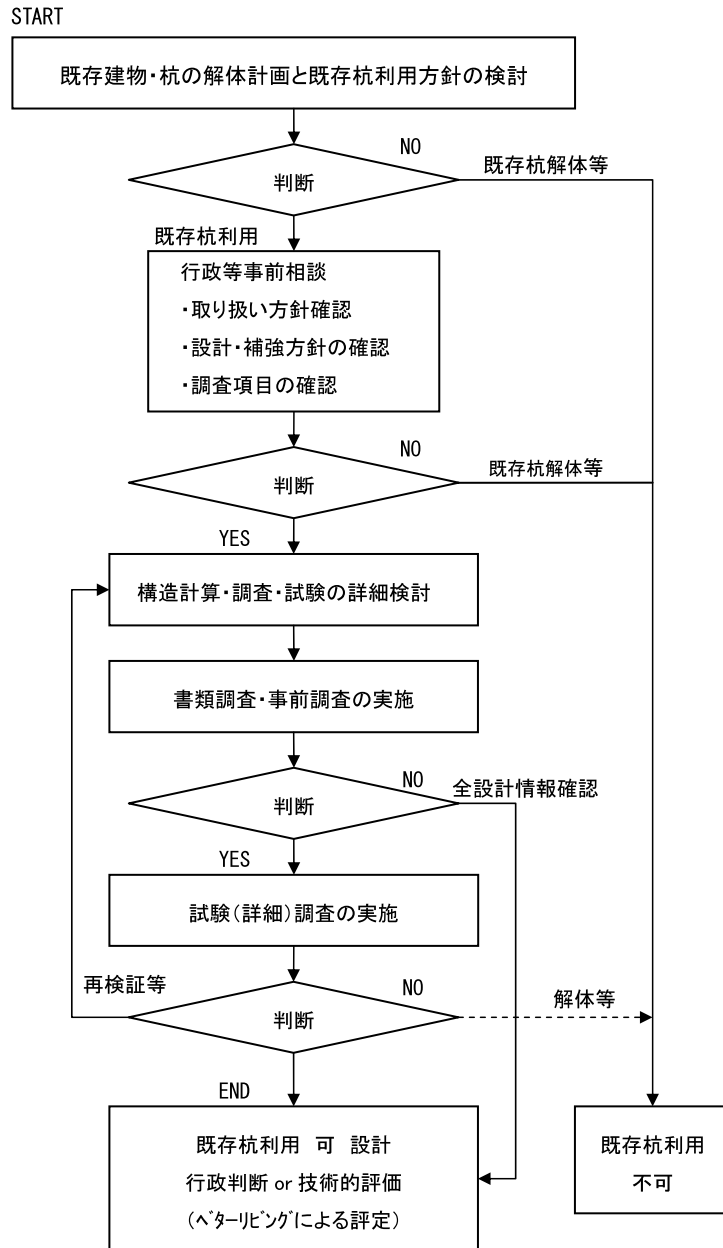 START
既存建物・杭の解体計画と既存杭利用方針の検討
NO
判断
既存杭解体等
既存杭利用
行政等事前相談
・取り扱い方針確認
・設計・補強方針の確認
・調査項目の確認
NO
判断
既存杭解体等
YES
構造計算・調査・試験の詳細検討
書類調査・事前調査の実施
NO
判断
全設計情報確認
YES
試験(詳細)調査の実施
再検証等
NO
判断
解体等
END
既存杭利用 可 設計
行政判断 or 技術的評価
(ﾍﾞﾀｰﾘﾋﾞﾝｸﾞによる評定)
既存杭利用
不可